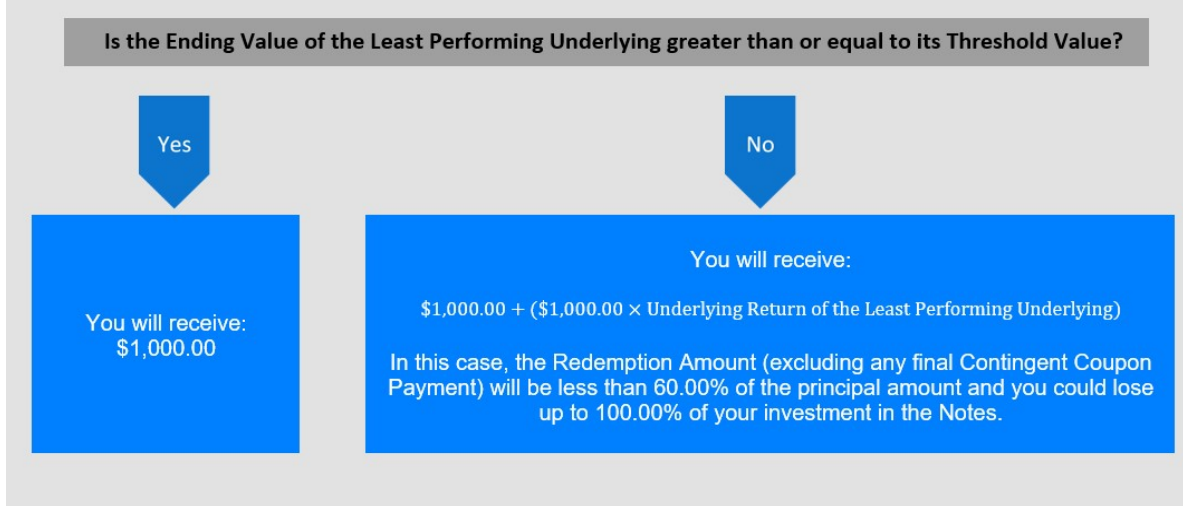 Is the Ending Value of the Least Performing Underlying greater than or equal to its Threshold Value?
Yes
No
You will receive:
$1,000.00
You will receive:
$1,000.00 + ($1,000.00 × Underlying Return of the Least Performing Underlying)
In this case, the Redemption Amount (excluding any final Contingent Coupon
Payment) will be less than 60.00% of the principal amount and you could lose
up to 100.00% of your investment in the Notes.